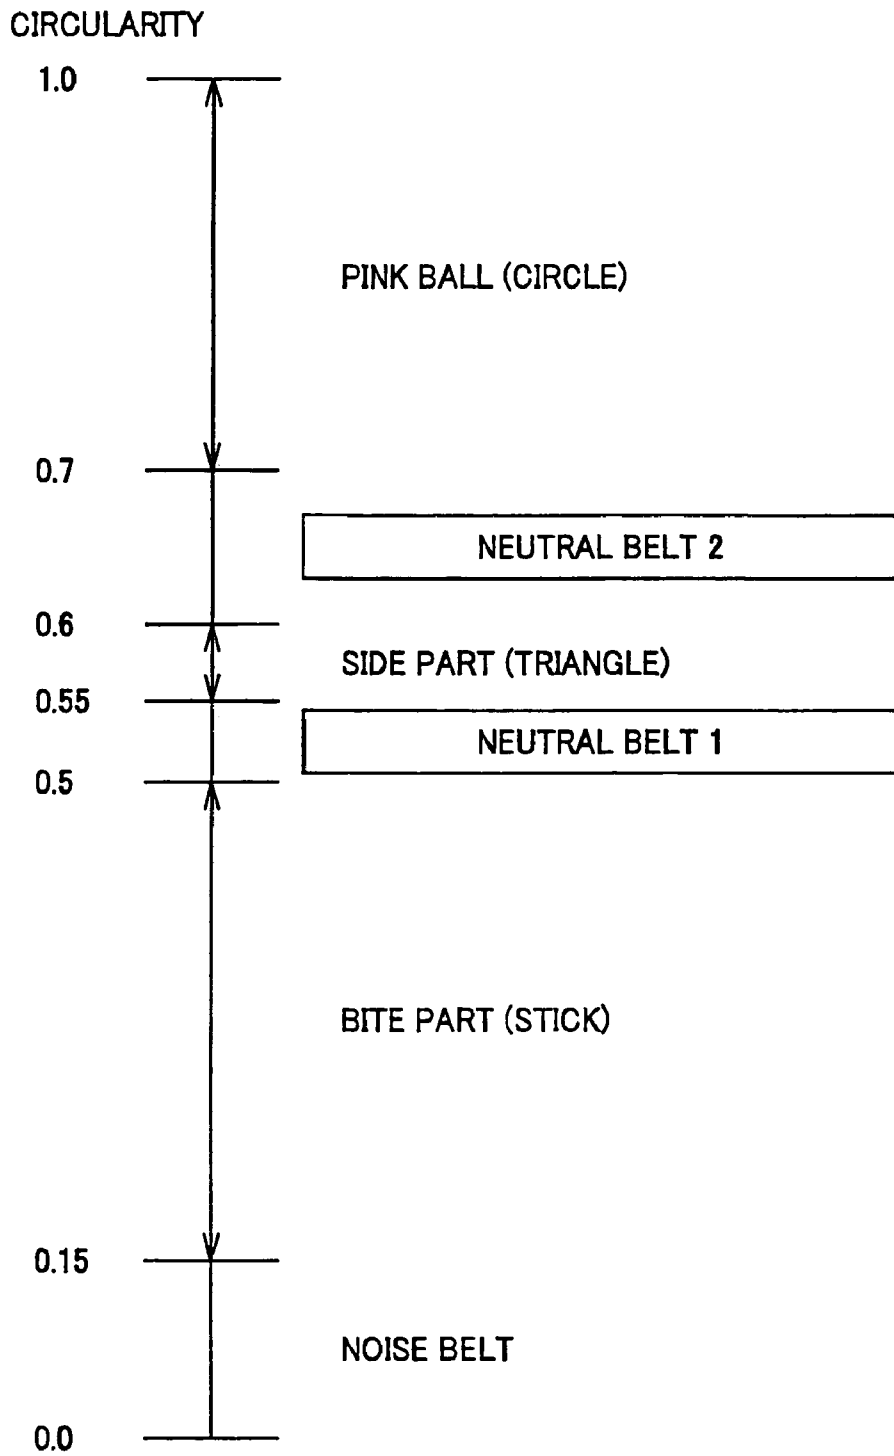 CIRCULARITY
1.0
PINK BALL (CIRCLE)
0.7
NEUTRAL BELT 2
0.6
SIDE PART (TRIANGLE)
0.55
NEUTRAL BELT 1
0.5
BITE PART (STICK)
0.15
NOISE BELT
0.0